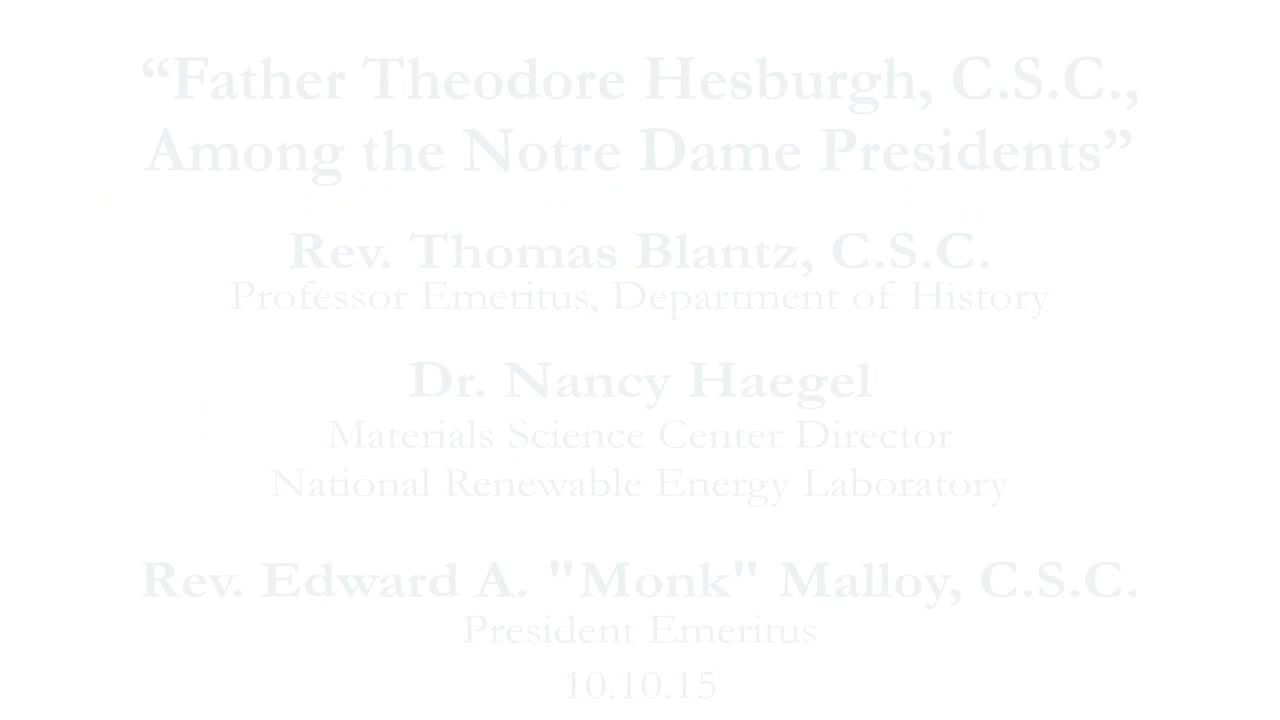 “Father Theodore Hesburgh, C.S.C.,
Among the Notre Dame Presidents”
Rev. Thomas Blantz, C.S.C.
Professor Emeritus, Department of History
Dr. Nancy Haegel
Materials Science Center Director
National Renewable Energy Laboratory
Rev. Edward A. "Monk" Malloy, C.S.C.
President Emeritus
10.10.15